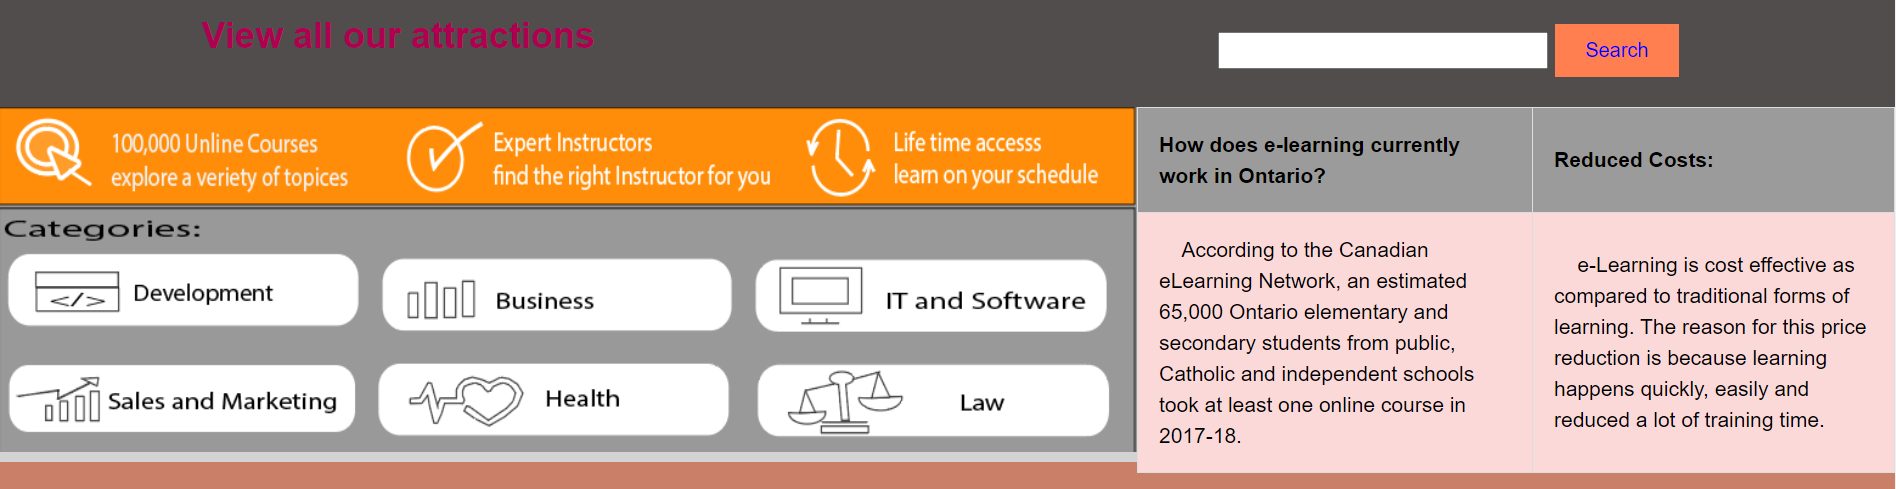 View all our attractions
Search
100,000 Unline Courses
explore a veriety of topices
Expert Instructors
find the right Instructor for you
Life time accesss
learn on your schedule
Categories:
</> Development
Business
IT and Software
Sales and Marketing
Health
Law
How does e-learning currently
work in Ontario?
According to the Canadian
eLearning Network, an estimated
65,000 Ontario elementary and
secondary students from public,
Catholic and independent schools
took at least one online course in
2017-18.
Reduced Costs:
e-Learning is cost effective as
compared to traditional forms of
learning. The reason for this price
reduction is because learning
happens quickly, easily and
reduced a lot of training time.